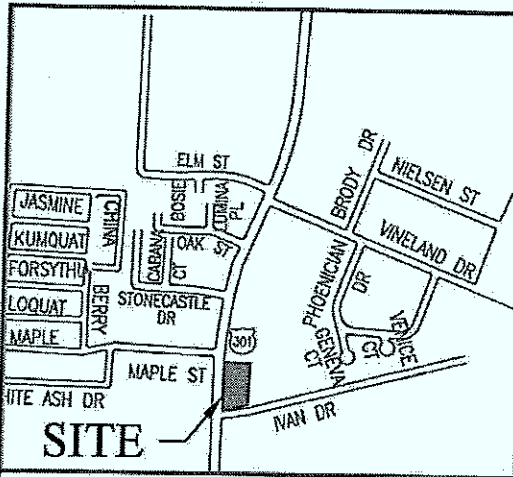 ELM ST
JASMINE
CHINA
BOSIE
LUMINA
PL
BRODY DR
NIELSEN ST
KUMQUAT
CABANA
CT
OAK ST
PHOENICIAN
DR
VINELAND DR
FORSYTHIA
BERRY
STONECASTLE
DR
LOQUAT
301
GENEVA
CT
VENICE
CT
MAPLE
MAPLE ST
ITE ASH DR
IVAN DR
SITE